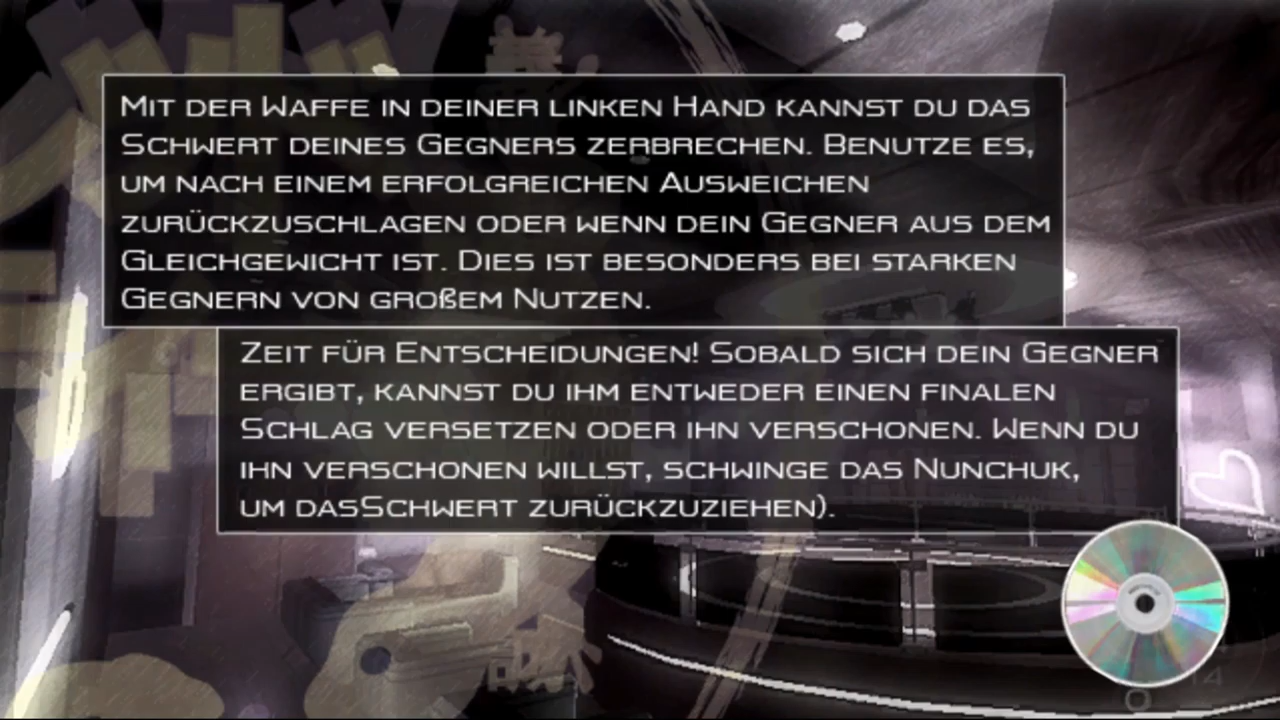 Mit der Waffe in deiner linken Hand kannst du das
Schwert deines Gegners zerbrechen. Benutze es,
um nach einem erfolgreichen Ausweichen
zurückzuschlagen oder wenn dein Gegner aus dem
Gleichgewicht ist. Dies ist besonders bei starken
Gegnern von großem Nutzen.
Zeit für Entscheidungen! Sobald sich dein Gegner
ergibt, kannst du ihm entweder einen finalen
Schlag versetzen oder ihn verschonen. Wenn du
ihn verschonen willst, schwinge das Nunchuk,
um dasSchwert zurückzuziehen).